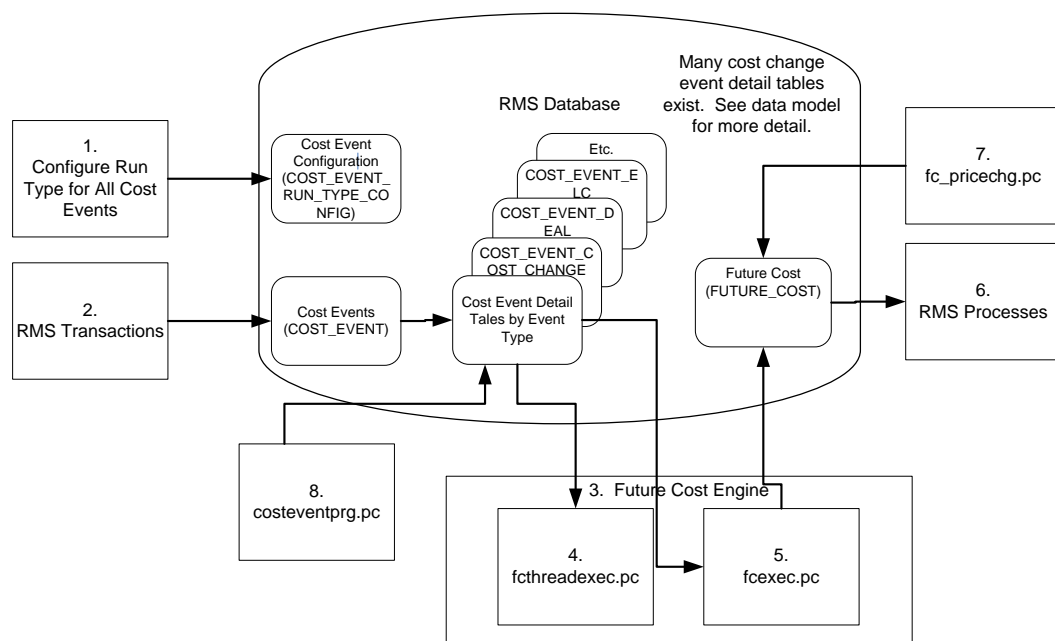 Many cost change
event detail tables
exist.  See data model
for more detail.
RMS Database
1.
Configure Run
Type for All Cost
Events
Cost Event
Configuration
(COST_EVENT_
RUN_TYPE_CO
NFIG)
Etc.
COST_EVENT_E
LC
COST_EVENT_D
EAL
COST_EVENT_C
OST_CHANGE
Cost Event Detail
Tales by Event
Type
7.
fc_pricechg.pc
2.
RMS Transactions
Cost Events
(COST_EVENT)
Future Cost
(FUTURE_COST)
6.
RMS Processes
8.
costeventprg.pc
3.  Future Cost Engine
4.
fcthreadexec.pc
5.
fcexec.pc